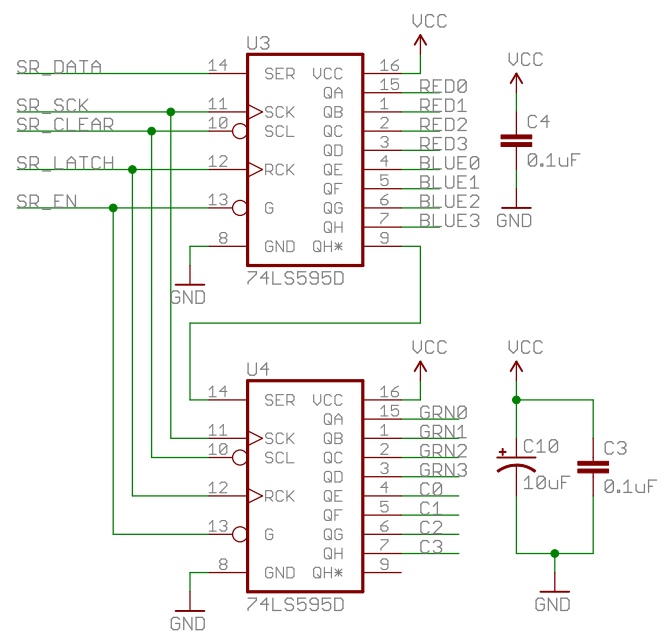 U3
VCC
VCC
SR_DATA 14 SER VCC 16
QA 15 RED0
SR_SCK 11 SCK QB 1 RED1
SR_CLEAR 10 SCL QC 2 RED2
QD 3 RED3
SR_LATCH 12 RCK QE 4 BLUE0
QF 5 BLUE1
SR_EN 13 G QG 6 BLUE2
QH 7 BLUE3
8 GND QH* 9
C4
0.1uF
GND
74LS595D
GND
U4
VCC
VCC
14 SER VCC 16
QA 15 GRN0
11 SCK QB 1 GRN1
10 SCL QC 2 GRN2
QD 3 GRN3
12 RCK QE 4 C0
QF 5 C1
13 G QG 6 C2
QH 7 C3
8 GND QH* 9
+ C10
10uF
C3
0.1uF
GND
74LS595D
GND